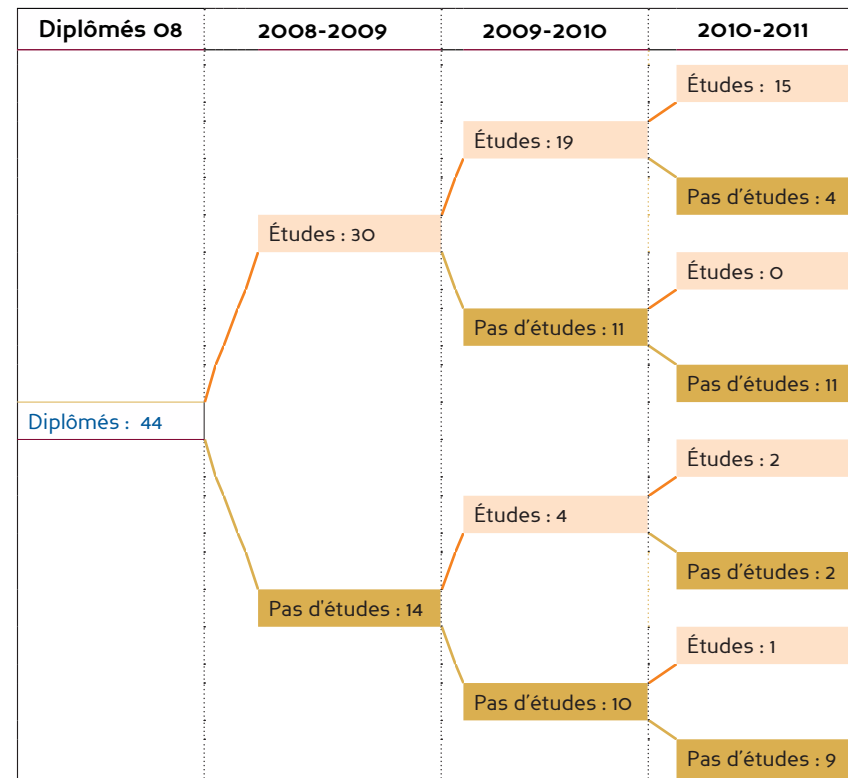 Diplômés 08 2008-2009 2009-2010 2010-2011
Études : 15
Études : 19
Pas d'études : 4
Études : 30
Études : 0
Pas d'études : 11
Pas d'études : 11
Diplômés : 44
Études : 2
Études : 4
Pas d'études : 2
Pas d'études : 14
Études : 1
Pas d'études : 10
Pas d'études : 9